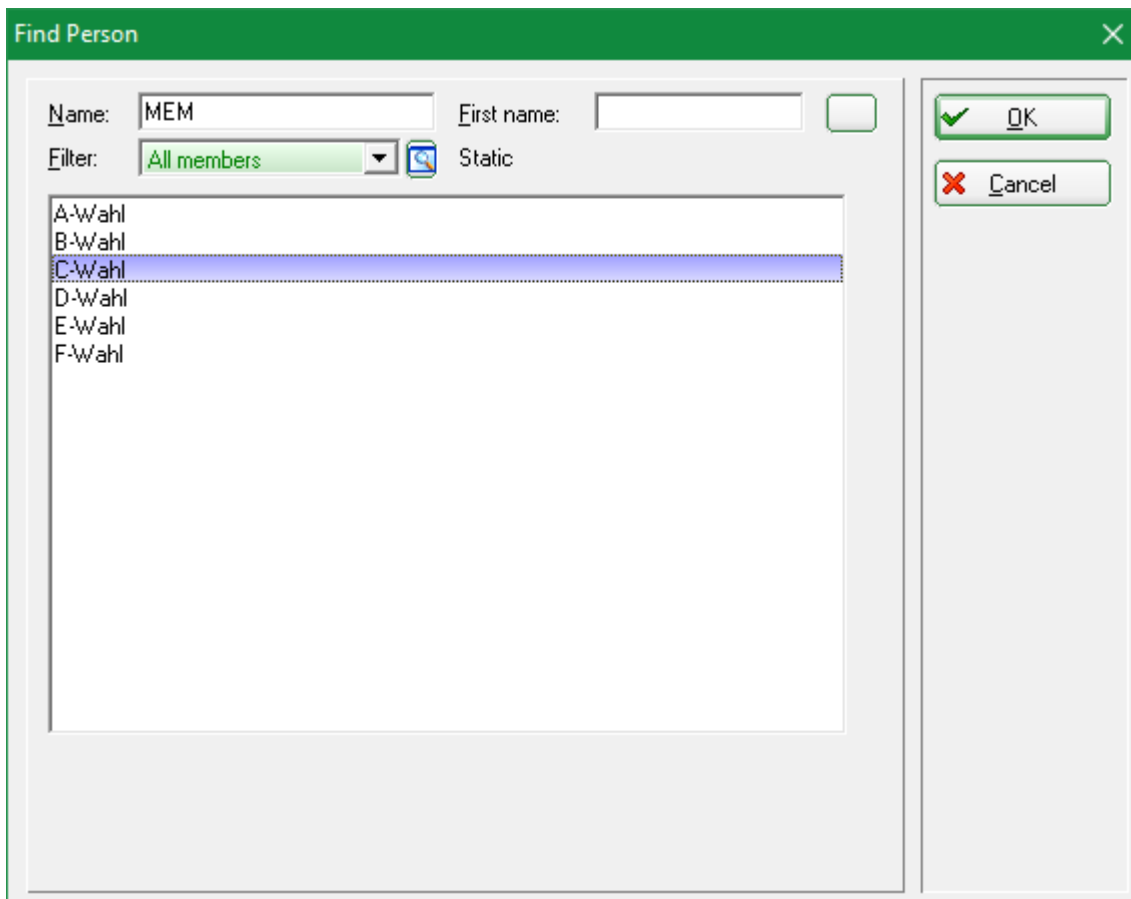 Find Person
Name: MEM First name:
OK
Filter: All members Static
Cancel
A-Wahl
B-Wahl
C-Wahl
D-Wahl
E-Wahl
F-Wahl